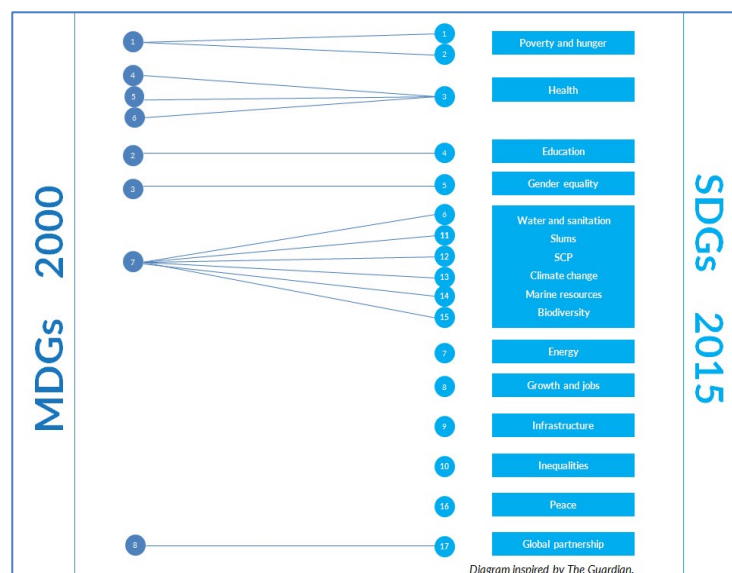 MDGs 2000
1
1
2
Poverty and hunger
4
5
6
3
Health
2
4
Education
3
5
Gender equality
7
6
11
12
13
14
15
Water and sanitation
Slums
SCP
Climate change
Marine resources
Biodiversity
7
Energy
8
Growth and jobs
9
Infrastructure
10
Inequalities
16
Peace
8
17
Global partnership
SDGs 2015
Diagram inspired by The Guardian.